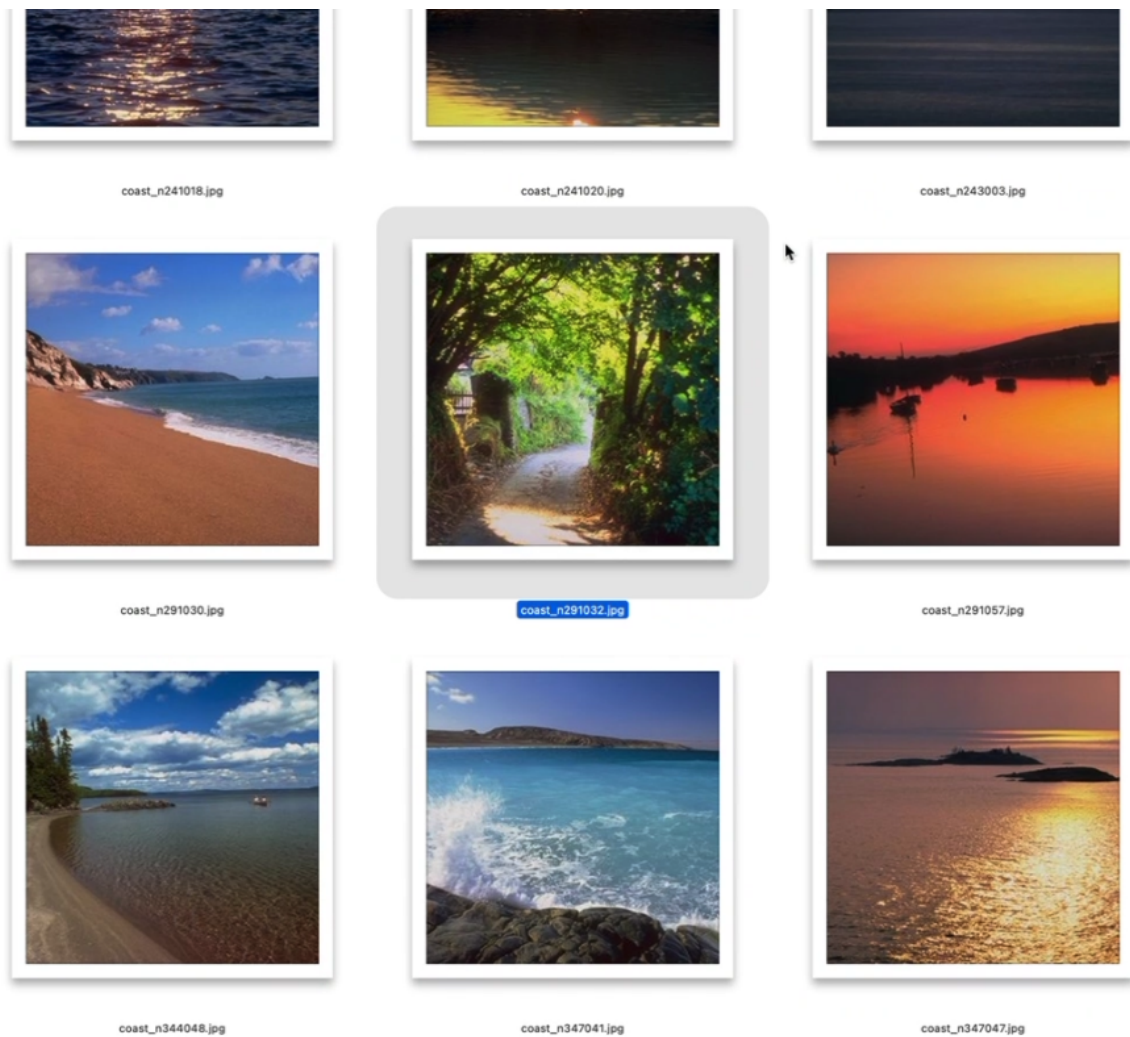 coast_n241018.jpg
coast_n241020.jpg
coast_n243003.jpg
coast_n291030.jpg
coast_n291032.jpg
coast_n291057.jpg
coast_n344048.jpg
coast_n347041.jpg
coast_n347047.jpg